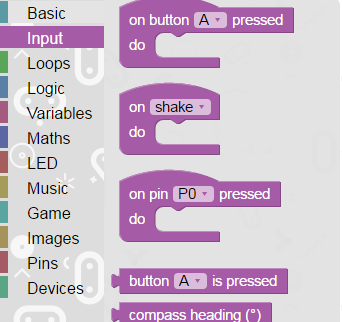 Basic
Input
Loops
Logic
Variables
Maths
LED
Music
Game
Images
Pins
Devices
on button A pressed
do
on shake
do
on pin P0 pressed
do
button A is pressed
compass heading (°)